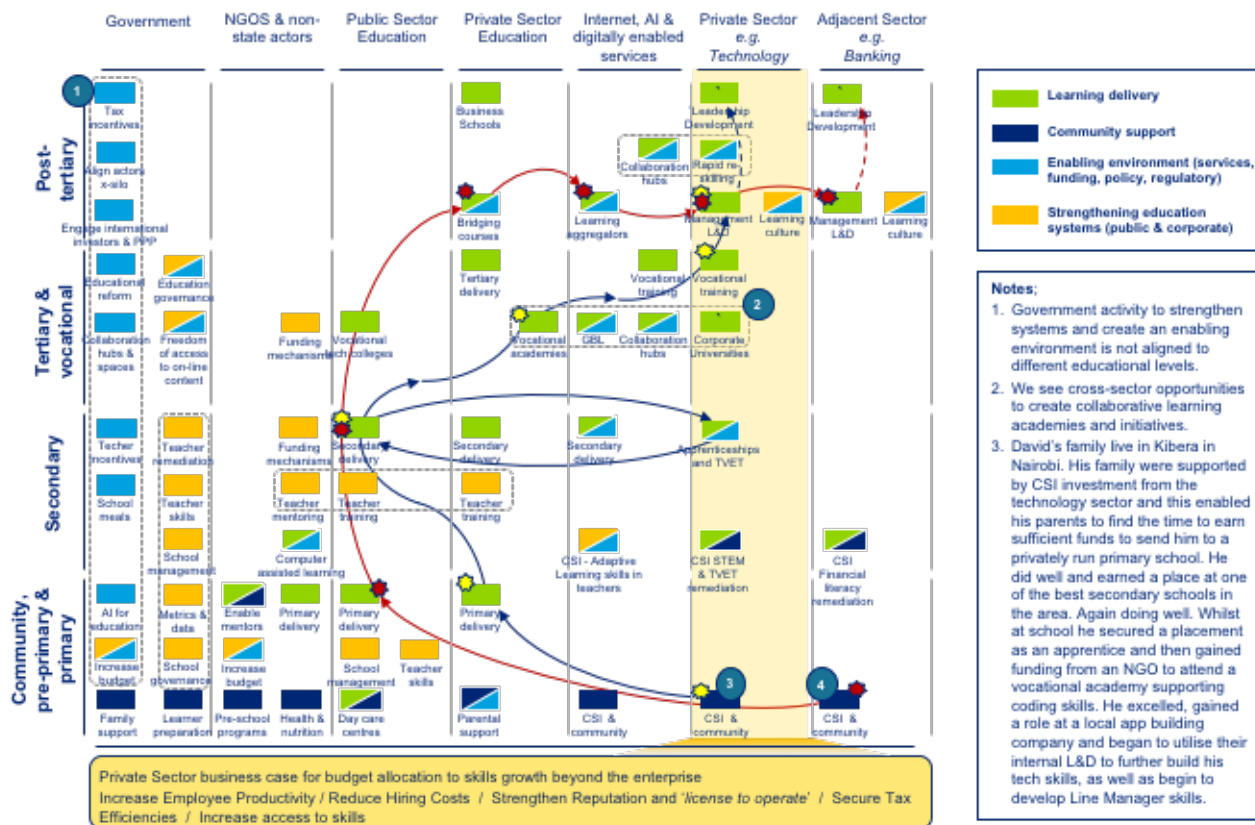 Government
NGOS & non-
state actors
Public Sector
Education
Private Sector
Education
Internet, AI &
digitally enabled
services
Private Sector
e.g.
Technology
Adjacent Sector
e.g.
Banking
Post-
tertiary
1
Tax
incentives
Business
Schools
'Leadership
Development
'Leadership
Development
Align actors
x-silo
Collaboration
hubs
Rapid re-
skilling
Engage international
investors & PPP
Bridging
courses
Learning
aggregators
Management
L&D
Learning
culture
Management
L&D
Learning
culture
Tertiary &
vocational
Educational
reform
Education
governance
Tertiary
delivery
Vocational
training
Vocational
training
2
Collaboration
hubs &
spaces
Freedom
of access
to on-line
content
Funding
mechanisms
Vocational
tech colleges
Vocational
academies
GBL
Collaboration
hubs
Corporate
Universities
Secondary
Techer
incentives
Teacher
remediation
Funding
mechanisms
Secondary
delivery
Secondary
delivery
Secondary
delivery
Apprenticeships
and TVET
School
meals
Teacher
skills
Teacher
mentoring
Teacher
training
Teacher
training
School
management
Computer
assisted learning
CSI - Adaptive
Learning skills in
teachers
CSI STEM
& TVET
remediation
CSI
Financial
literacy
remediation
Community,
pre-primary &
primary
AI for
education
Metrics &
data
Enable
mentors
Primary
delivery
Primary
delivery
Primary
delivery
Increase
budget
School
governance
Increase
budget
School
management
Teacher
skills
3
4
Family
support
Learner
preparation
Pre-school
programs
Health &
nutrition
Day care
centres
Parental
support
CSI &
community
CSI &
community
CSI &
community
Private Sector business case for budget allocation to skills growth beyond the enterprise
Increase Employee Productivity / Reduce Hiring Costs / Strengthen Reputation and 'license to operate' / Secure Tax
Efficiencies / Increase access to skills
Learning delivery
Community support
Enabling environment (services,
funding, policy, regulatory)
Strengthening education
systems (public & corporate)
Notes;
1. Government activity to strengthen
systems and create an enabling
environment is not aligned to
different educational levels.
2. We see cross-sector opportunities
to create collaborative learning
academies and initiatives.
3. David's family live in Kibera in
Nairobi. His family were supported
by CSI investment from the
technology sector and this enabled
his parents to find the time to earn
sufficient funds to send him to a
privately run primary school. He
did well and earned a place at one
of the best secondary schools in
the area. Again doing well. Whilst
at school he secured a placement
as an apprentice and then gained
funding from an NGO to attend a
vocational academy supporting
coding skills. He excelled, gained
a role at a local app building
company and began to utilise their
internal L&D to further build his
tech skills, as well as begin to
develop Line Manager skills.